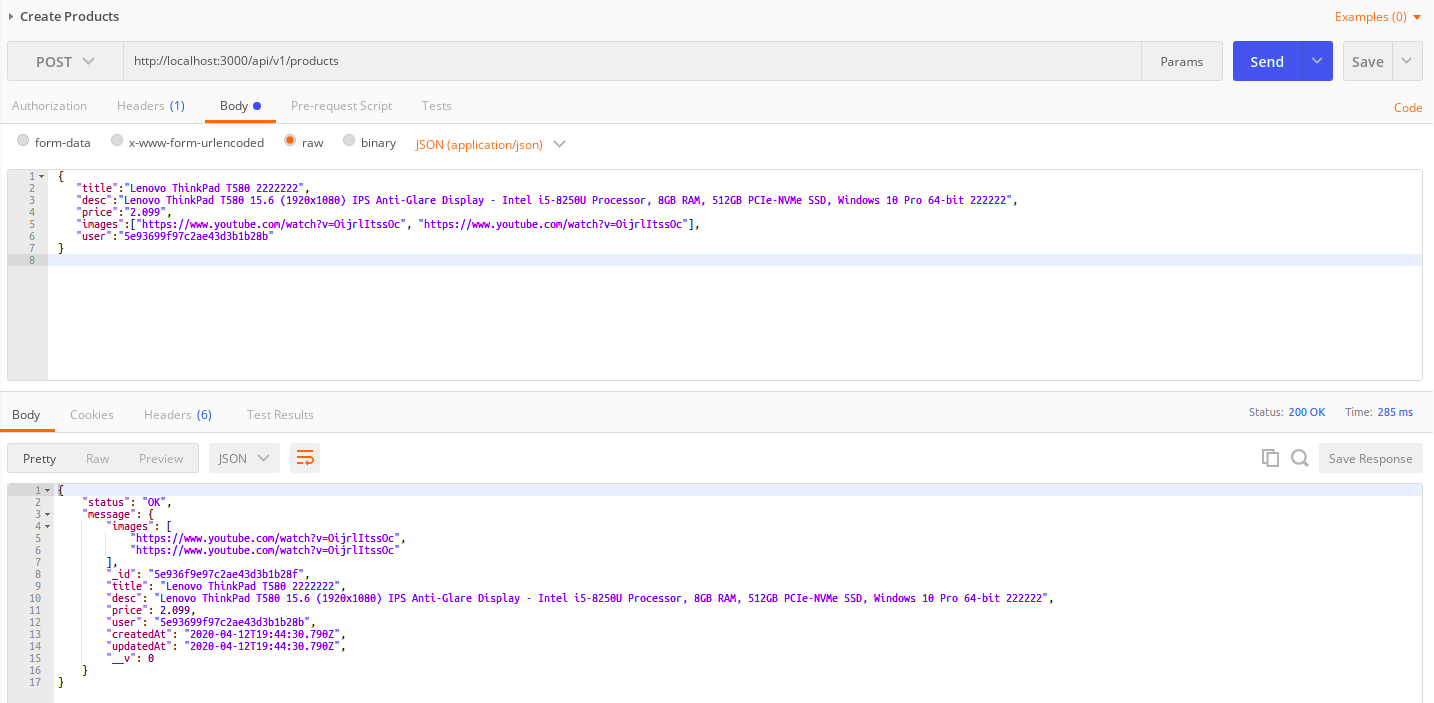 Create Products
Examples (0)
POST http://localhost:3000/api/v1/products Params Send Save
Authorization Headers (1) Body Pre-request Script Tests Code
form-data x-www-form-urlencoded raw binary JSON (application/json)
1 {
2 "title":"Lenovo ThinkPad T580 2222222",
3 "desc":"Lenovo ThinkPad T580 15.6 (1920x1080) IPS Anti-Glare Display - Intel i5-8250U Processor, 8GB RAM, 512GB PCIe-NVMe SSD, Windows 10 Pro 64-bit 222222",
4 "price":"2.099",
5 "images":["https://www.youtube.com/watch?v=OijrlItssOc", "https://www.youtube.com/watch?v=OijrlItssOc"],
6 "user":"5e93699f97c2ae43d3b1b28b"
7 }
8
Body Cookies Headers (6) Test Results Status: 200 OK Time: 285 ms
Pretty Raw Preview JSON Save Response
1 {
2 "status": "OK",
3 "message": {
4 "images": [
5 "https://www.youtube.com/watch?v=OijrlItssOc",
6 "https://www.youtube.com/watch?v=OijrlItssOc"
7 ],
8 "_id": "5e936f9e97c2ae43d3b1b28f",
9 "title": "Lenovo ThinkPad T580 2222222",
10 "desc": "Lenovo ThinkPad T580 15.6 (1920x1080) IPS Anti-Glare Display - Intel i5-8250U Processor, 8GB RAM, 512GB PCIe-NVMe SSD, Windows 10 Pro 64-bit 222222",
11 "price": 2.099,
12 "user": "5e93699f97c2ae43d3b1b28b",
13 "createdAt": "2020-04-12T19:44:30.790Z",
14 "updatedAt": "2020-04-12T19:44:30.790Z",
15 "__v": 0
16 }
17 }